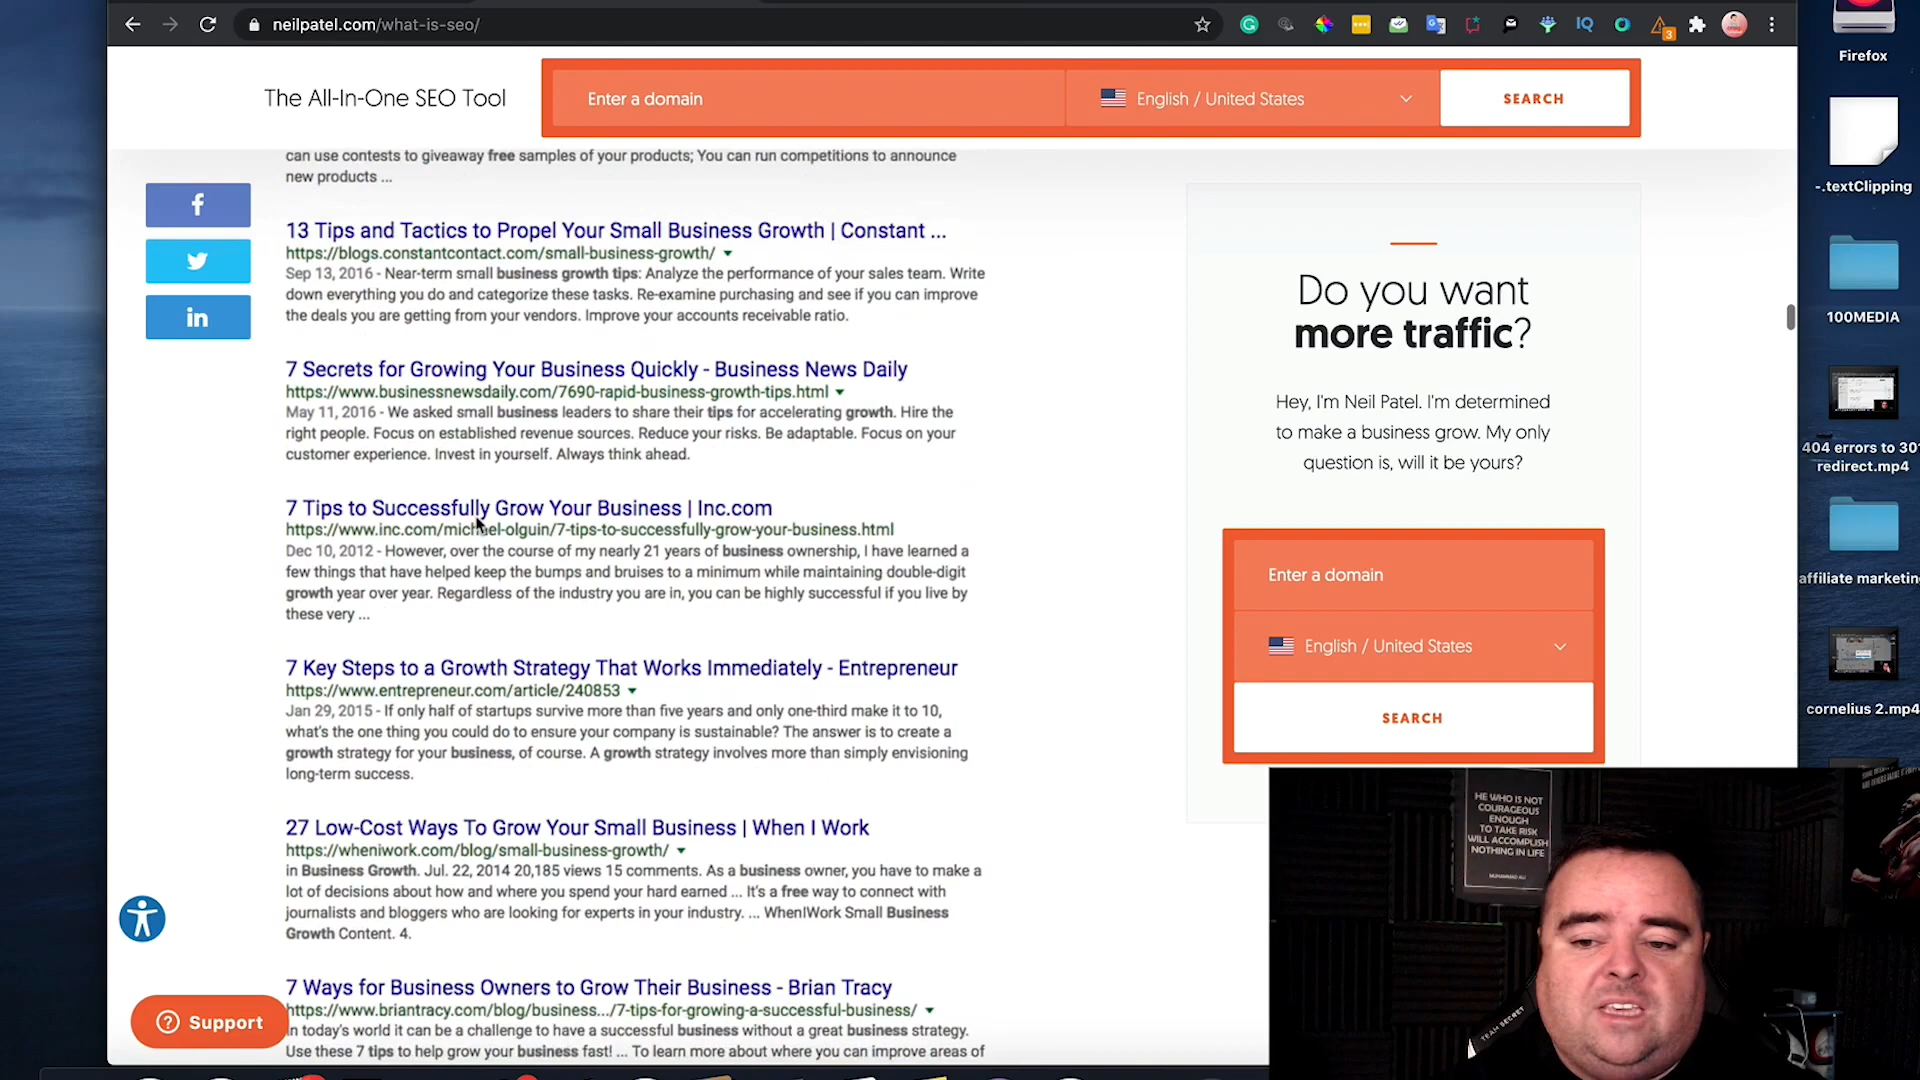 neilpatel.com/what-is-seo/
Firefox
The All-In-One SEO Tool
Enter a domain
English / United States
SEARCH
can use contests to giveaway free samples of your products; You can run competitions to announce
new products ...
-.textClipping
f
13 Tips and Tactics to Propel Your Small Business Growth | Constant ...
https://blogs.constantcontact.com/small-business-growth/
Sep 13, 2016 - Near-term small business growth tips: Analyze the performance of your sales team. Write
down everything you do and categorize these tasks. Re-examine purchasing and see if you can improve
the deals you are getting from your vendors. Improve your accounts receivable ratio.
in
Do you want
more traffic?
100MEDIA
7 Secrets for Growing Your Business Quickly - Business News Daily
https://www.businessnewsdaily.com/7690-rapid-business-growth-tips.html
May 11, 2016 - We asked small business leaders to share their tips for accelerating growth. Hire the
right people. Focus on established revenue sources. Reduce your risks. Be adaptable. Focus on your
customer experience. Invest in yourself. Always think ahead.
Hey, I'm Neil Patel. I'm determined
to make a business grow. My only
question is, will it be yours?
404 errors to 301
redirect.mp4
7 Tips to Successfully Grow Your Business | Inc.com
https://www.inc.com/michael-olguin/7-tips-to-successfully-grow-your-business.html
Dec 10, 2012 - However, over the course of my nearly 21 years of business ownership, I have learned a
few things that have helped keep the bumps and bruises to a minimum while maintaining double-digit
growth year over year. Regardless of the industry you are in, you can be highly successful if you live by
these very ...
Enter a domain
English / United States
SEARCH
affiliate marketing
7 Key Steps to a Growth Strategy That Works Immediately - Entrepreneur
https://www.entrepreneur.com/article/240853
Jan 29, 2015 - If only half of startups survive more than five years and only one-third make it to 10,
what's the one thing you could do to ensure your company is sustainable? The answer is to create a
growth strategy for your business, of course. A growth strategy involves more than simply envisioning
long-term success.
cornelius 2.mp4
27 Low-Cost Ways To Grow Your Small Business | When I Work
https://wheniwork.com/blog/small-business-growth/
in Business Growth. Jul. 22, 2014 20,185 views 15 comments. As a business owner, you have to make a
lot of decisions about how and where you spend your hard earned ... It's a free way to connect with
journalists and bloggers who are looking for experts in your industry. ... WhenIWork Small Business
Growth Content. 4.
HE WHO IS NOT
COURAGEOUS
ENOUGH
TO TAKE RISK
WILL ACCOMPLISH
NOTHING IN LIFE
MUHAMMAD ALI
7 Ways for Business Owners to Grow Their Business - Brian Tracy
https://www.briantracy.com/blog/business.../7-tips-for-growing-a-successful-business/
In today's world it can be a challenge to have a successful business without a great business strategy.
Use these 7 tips to help grow your business fast! ... To learn more about where you can improve areas of
Support
TEAM SECRET
IQ
3